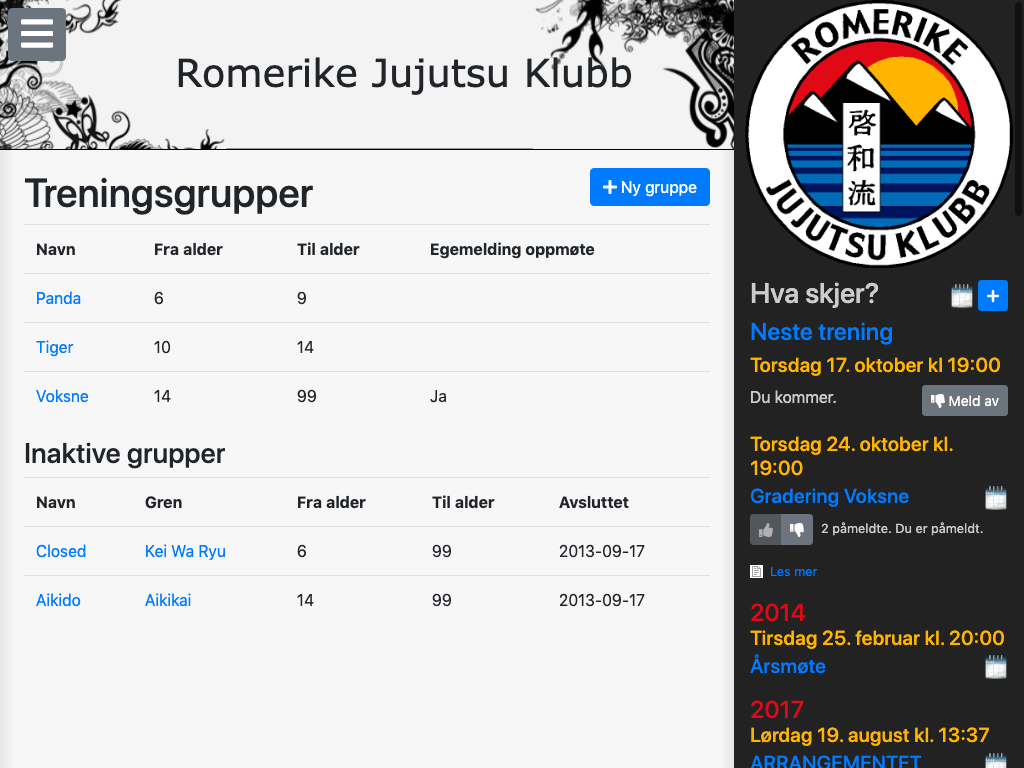 Romerike Jujutsu Klubb
Treningsgrupper
Ny gruppe
Navn Fra alder Til alder Egemelding oppmøte
Panda 6 9
Tiger 10 14
Voksne 14 99 Ja
Inaktive grupper
Navn Gren Fra alder Til alder Avsluttet
Closed Kei Wa Ryu 6 99 2013-09-17
Aikido Aikikai 14 99 2013-09-17
ROMERIKE
啓和流
JUJUTSU KLUBB
Hva skjer?
Neste trening
Torsdag 17. oktober kl 19:00
Du kommer.
Meld av
Torsdag 24. oktober kl.
19:00
Gradering Voksne
2 påmeldte. Du er påmeldt.
Les mer
2014
Tirsdag 25. februar kl. 20:00
Årsmøte
2017
Lørdag 19. august kl. 13:37
ARRANGEMENTET